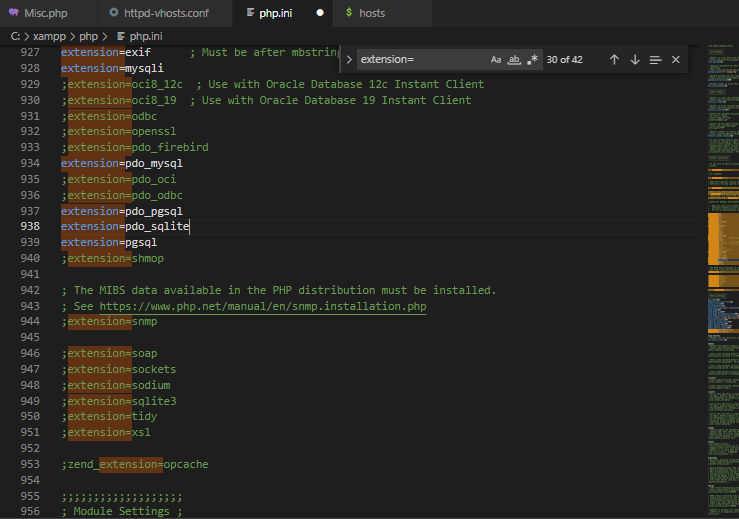 Misc.php httpd-vhosts.conf php.ini $ hosts
C: > xampp > php > php.ini
927 extension=exif ; Must be after mbstring
extension= Aa ab .* 30 of 42
928 extension=mysqli
929 ;extension=oci8_12c ; Use with Oracle Database 12c Instant Client
930 ;extension=oci8_19 ; Use with Oracle Database 19 Instant Client
931 ;extension=odbc
932 ;extension=openssl
933 ;extension=pdo_firebird
934 extension=pdo_mysql
935 ;extension=pdo_oci
936 ;extension=pdo_odbc
937 extension=pdo_pgsql
938 extension=pdo_sqlite
939 extension=pgsql
940 ;extension=shmop
941
942 ; The MIBS data available in the PHP distribution must be installed.
943 ; See https://www.php.net/manual/en/snmp.installation.php
944 ;extension=snmp
945
946 ;extension=soap
947 ;extension=sockets
948 ;extension=sodium
949 ;extension=sqlite3
950 ;extension=tidy
951 ;extension=xsl
952
953 ;zend_extension=opcache
954
955 ;;;;;;;;;;;;;;;;;;;
956 ; Module Settings ;